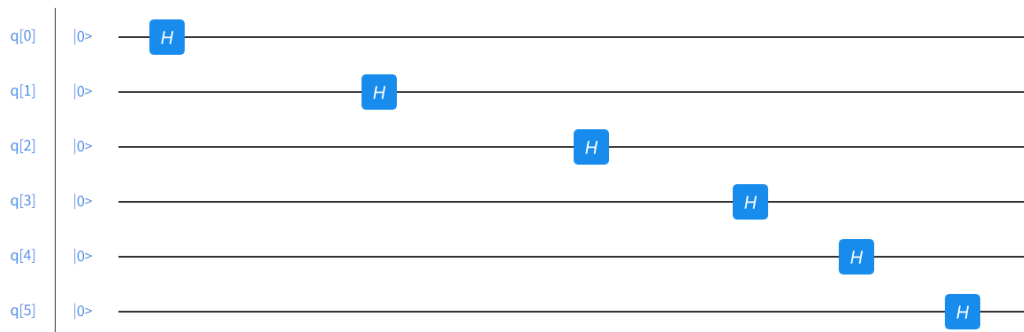 q[0] |0> H
q[1] |0> H
q[2] |0> H
q[3] |0> H
q[4] |0> H
q[5] |0> H